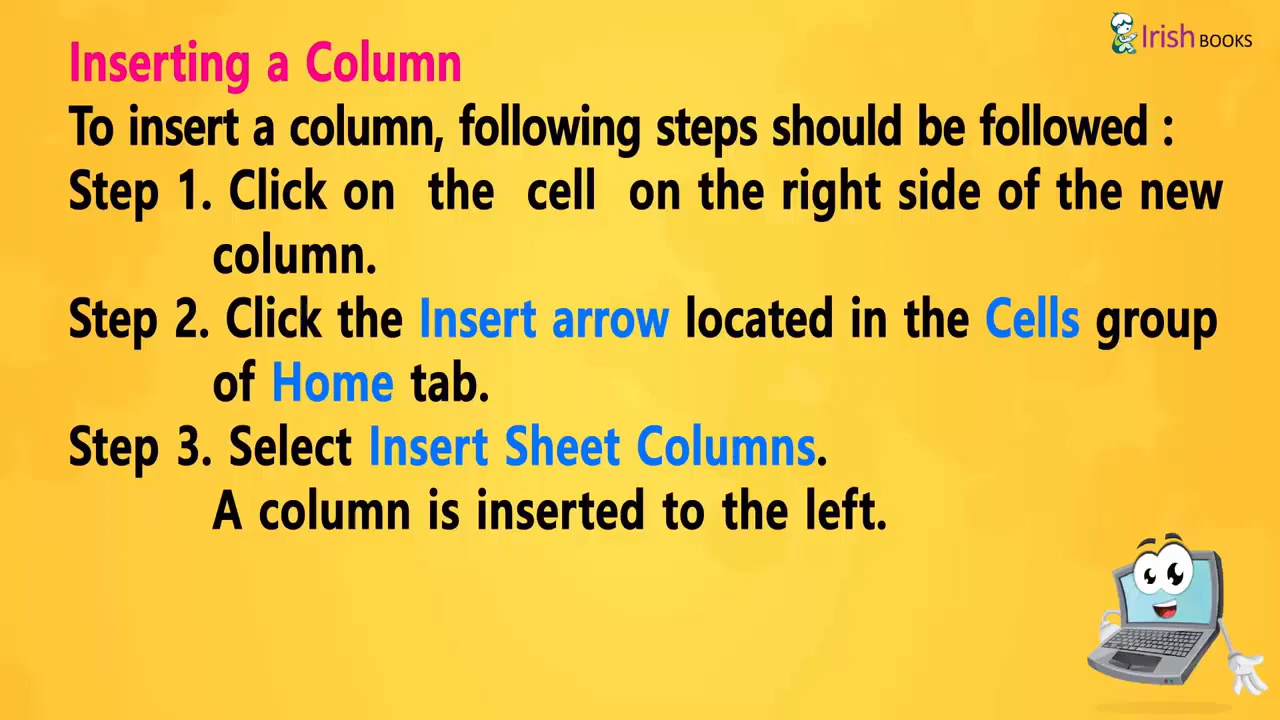 Irish BOOKS
Inserting a Column
To insert a column, following steps should be followed :
Step 1. Click on the cell on the right side of the new
column.
Step 2. Click the Insert arrow located in the Cells group
of Home tab.
Step 3. Select Insert Sheet Columns.
A column is inserted to the left.